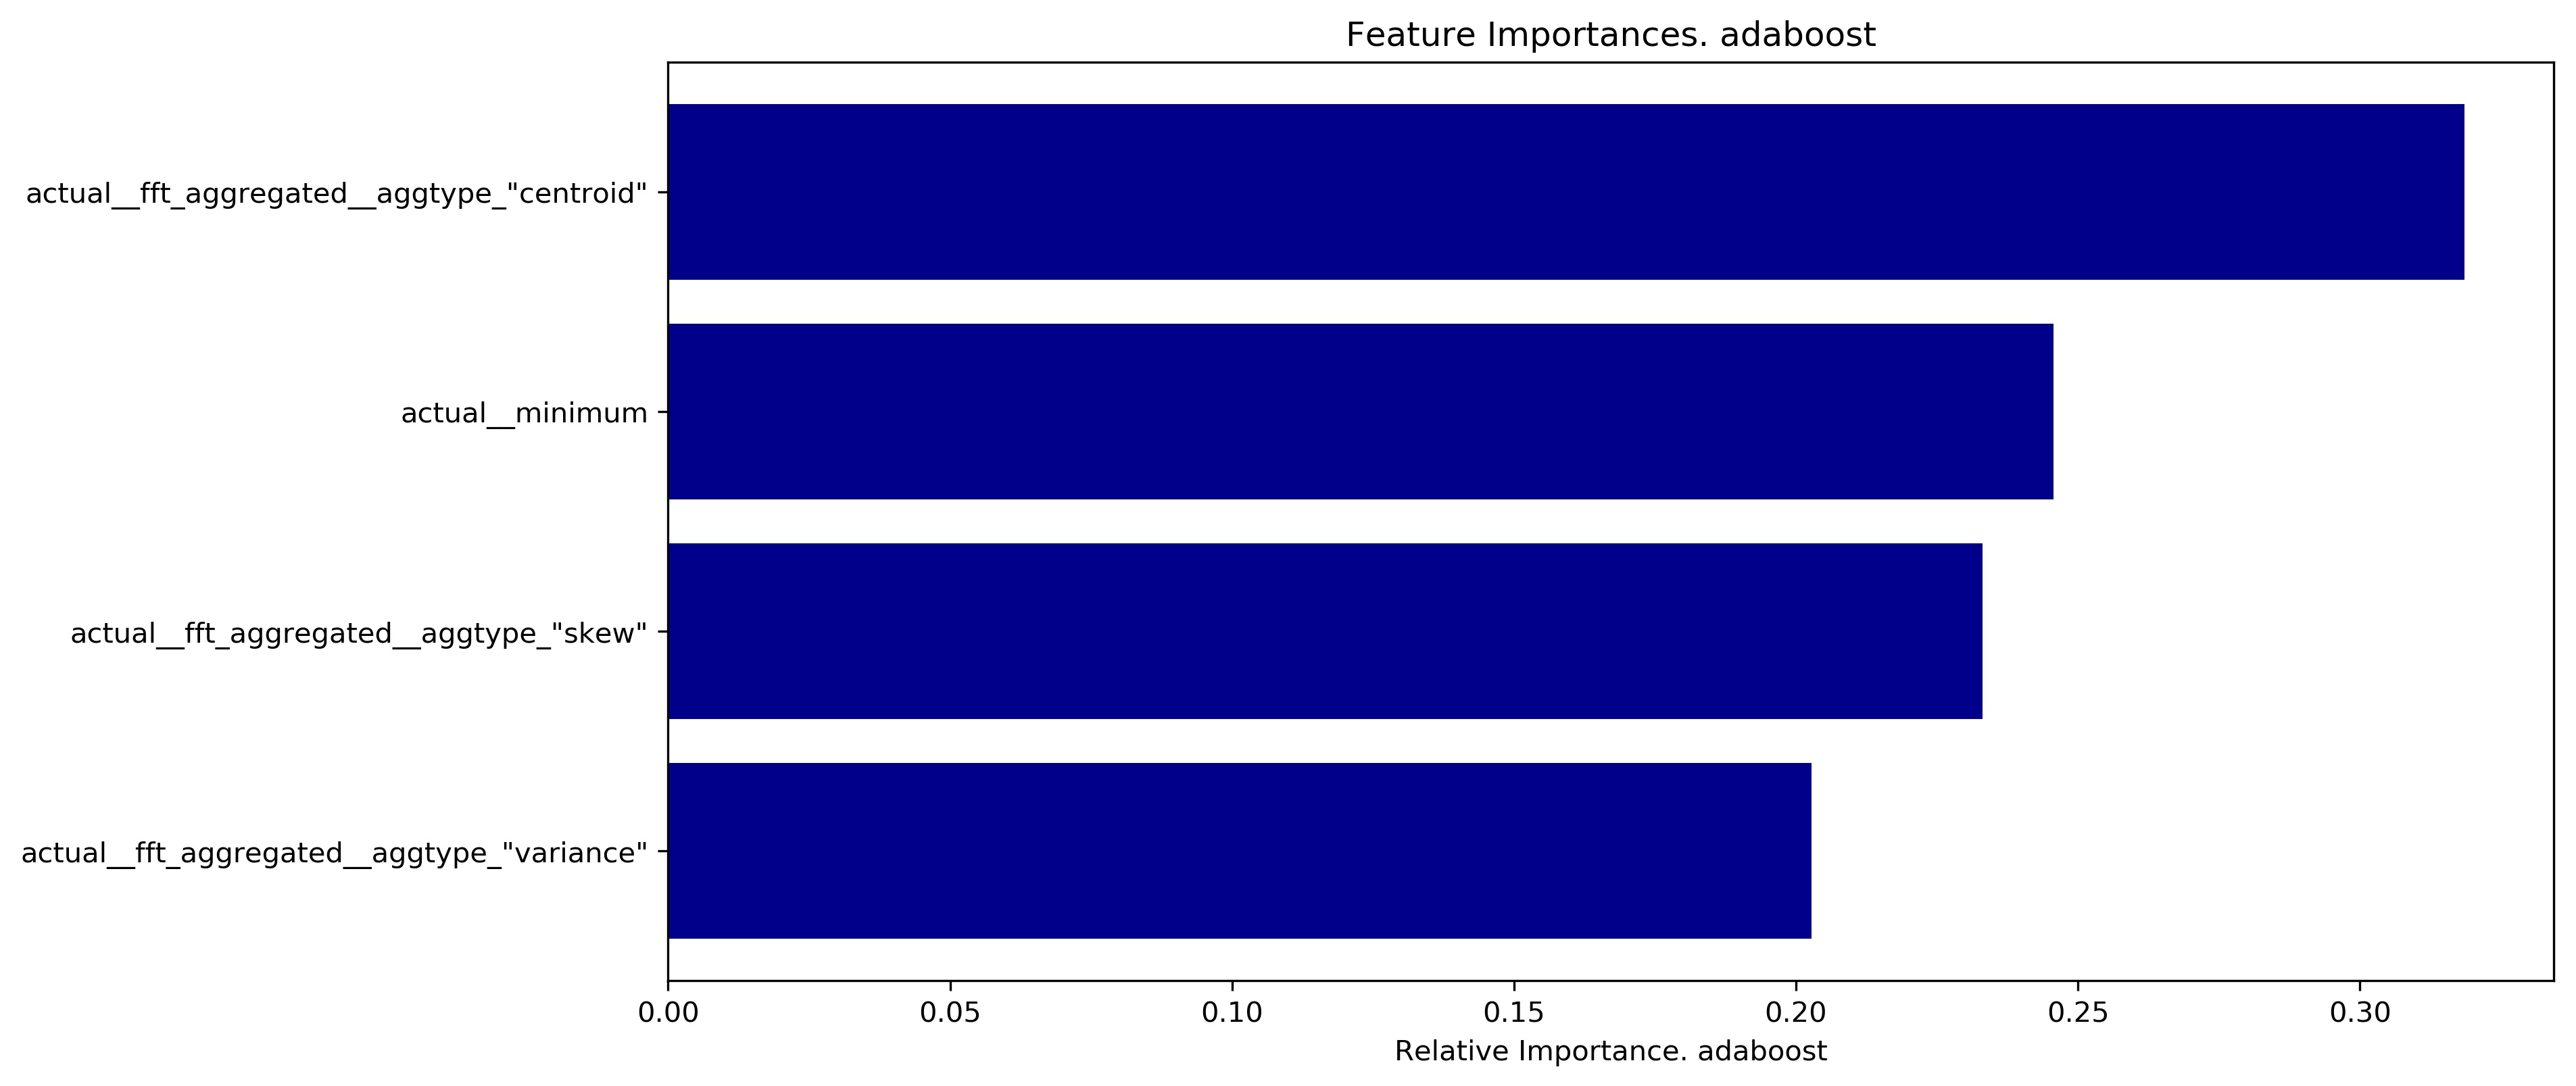 Feature Importances. adaboost
actual__fft_aggregated__aggtype_"centroid"
actual__minimum
actual__fft_aggregated__aggtype_"skew"
actual__fft_aggregated__aggtype_"variance"
0.00 0.05 0.10 0.15 0.20 0.25 0.30
Relative Importance. adaboost